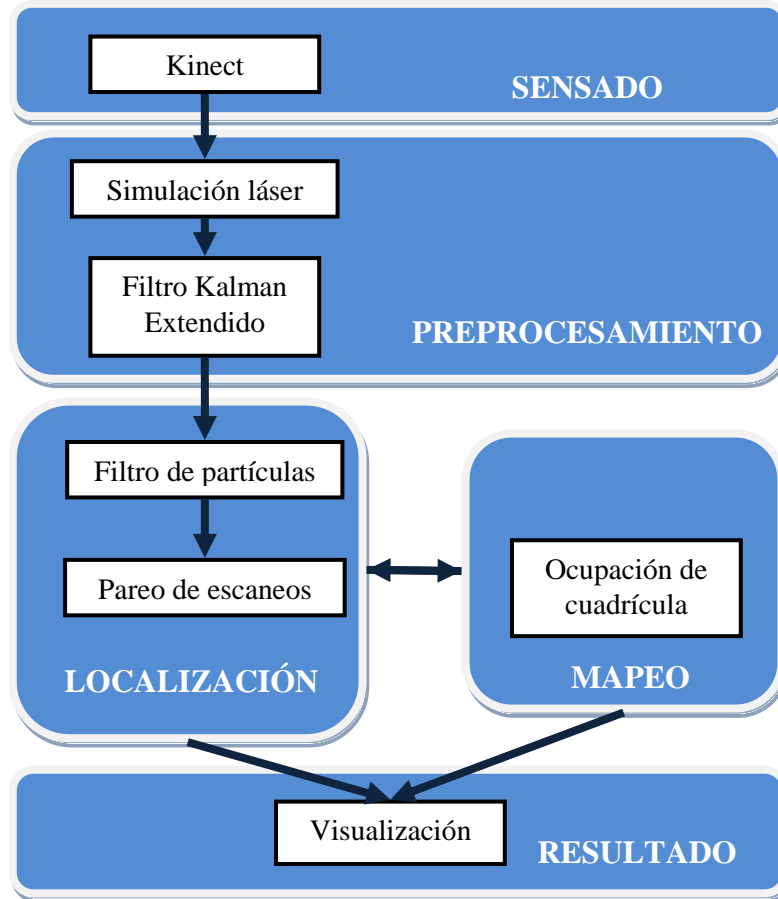 Kinect
SENSADO
Simulación láser
Filtro Kalman
Extendido
PREPROCESAMIENTO
Filtro de partículas
Pareo de escaneos
LOCALIZACIÓN
Ocupación de
cuadrícula
MAPEO
Visualización
RESULTADO